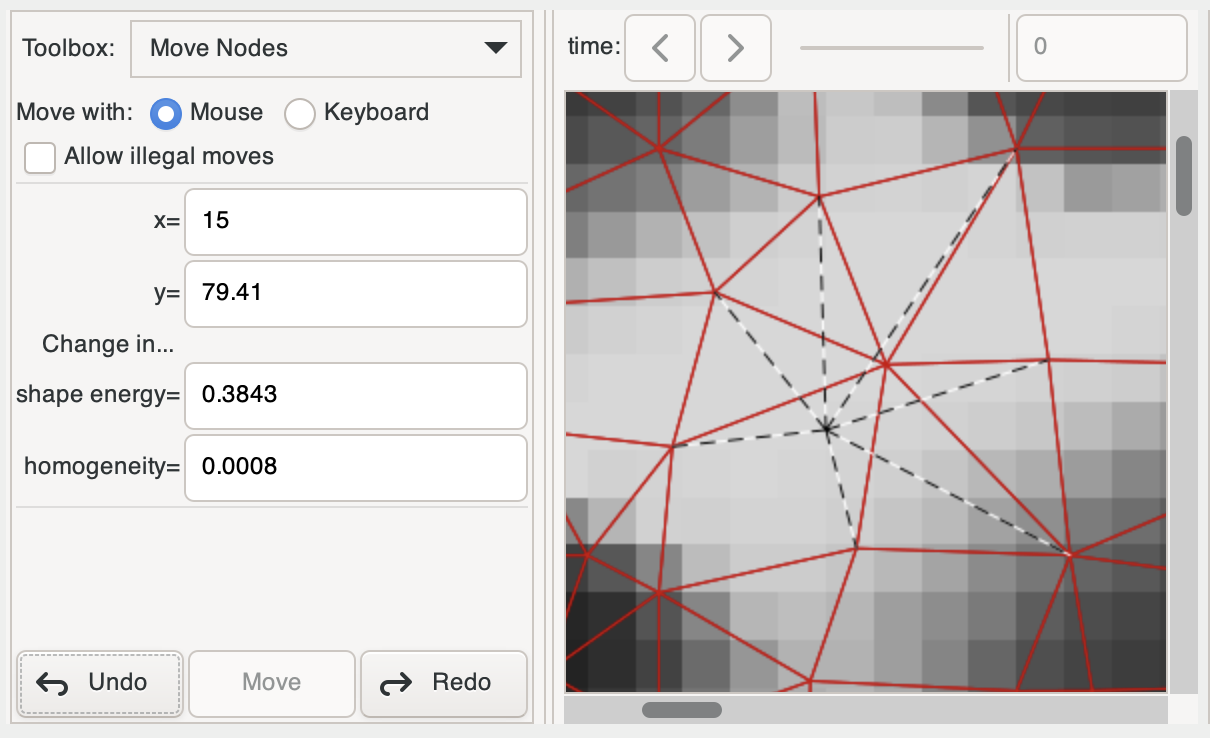 Toolbox: Move Nodes
Move with: Mouse Keyboard
Allow illegal moves
x= 15
y= 79.41
Change in...
shape energy= 0.3843
homogeneity= 0.0008
Undo Move Redo
time: 0